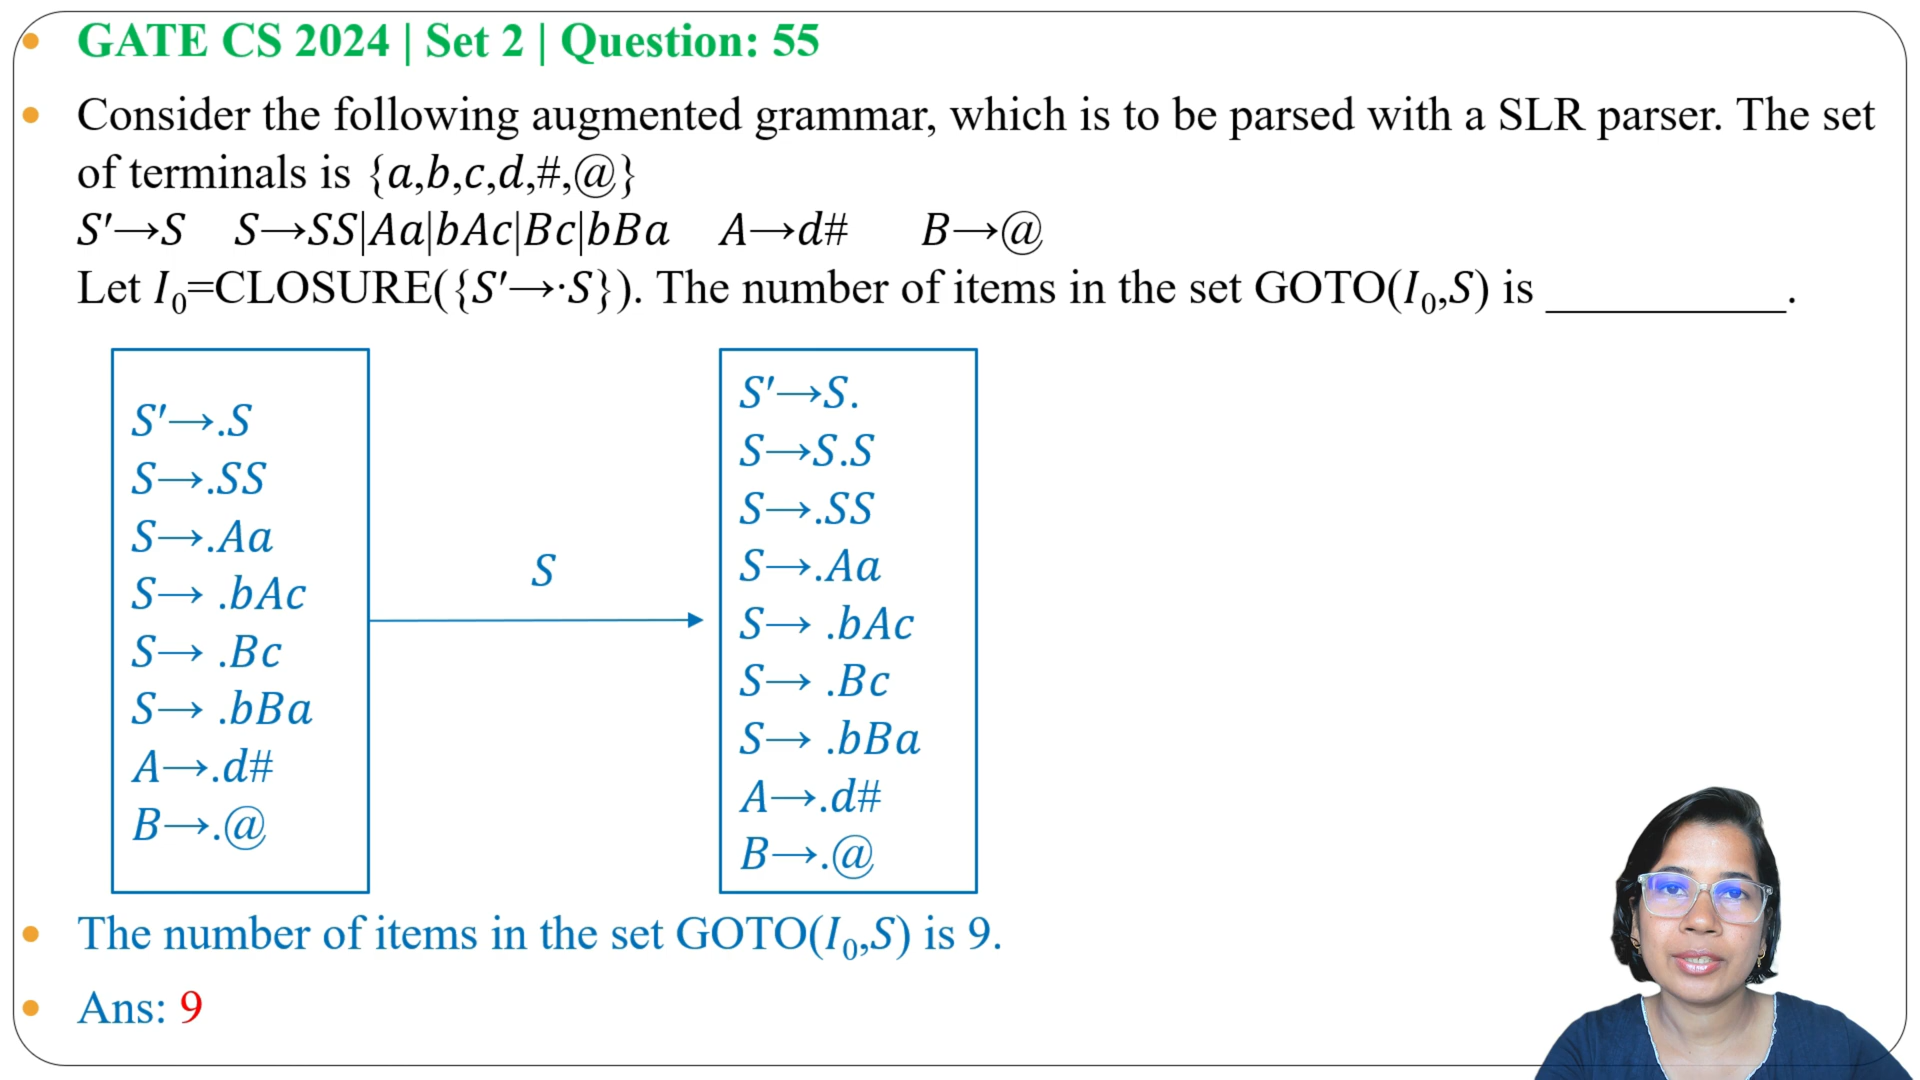 GATE CS 2024 | Set 2 | Question: 55
Consider the following augmented grammar, which is to be parsed with a SLR parser. The set
of terminals is {a,b,c,d,#,@}
S′→S S→SS|Aa|bAc|Bc|bBa A→d# B→@
Let I₀=CLOSURE({S′→·S}). The number of items in the set GOTO(I₀,S) is __________.
S′→.S
S→.SS
S→.Aa
S→ .bAc
S→ .Bc
S→ .bBa
A→.d#
B→.@
S
S′→S.
S→S.S
S→.SS
S→.Aa
S→ .bAc
S→ .Bc
S→ .bBa
A→.d#
B→.@
The number of items in the set GOTO(I₀,S) is 9.
Ans: 9